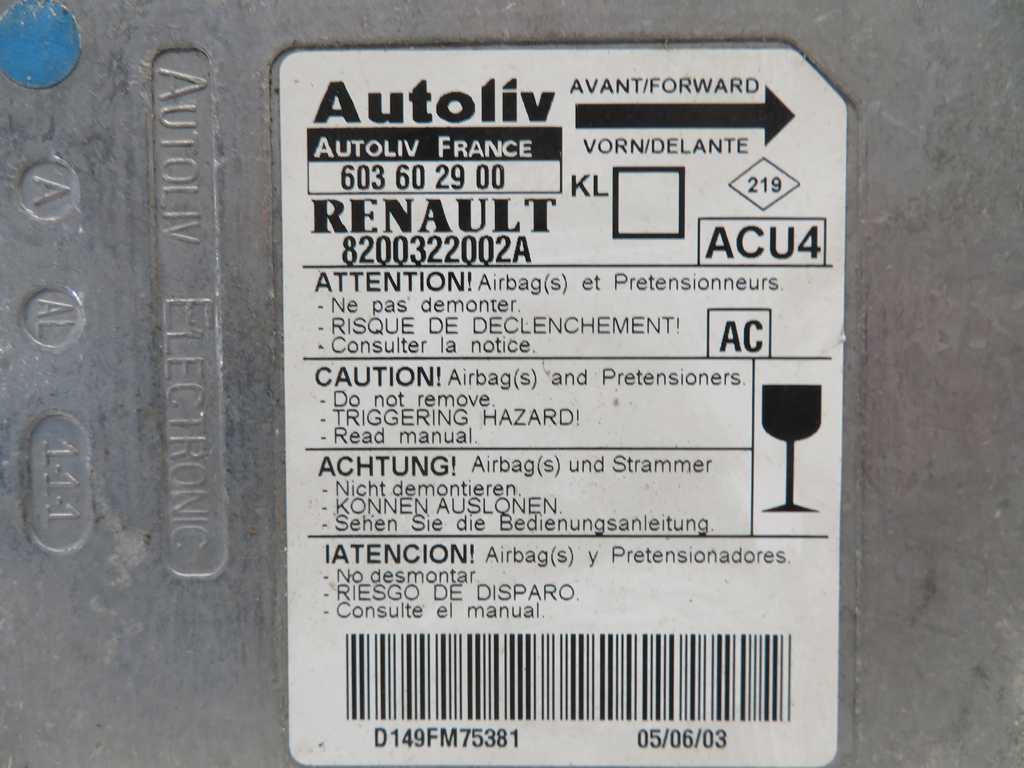 Autoliv
AUTOLIV FRANCE
603 60 29 00
RENAULT
8200322002A
AVANT/FORWARD
VORN/DELANTE
KL
219
ACU4
ATTENTION! Airbag(s) et Pretensionneurs.
- Ne pas demonter.
- RISQUE DE DECLENCHEMENT!
- Consulter la notice.
AC
CAUTION! Airbag(s) and Pretensioners.
- Do not remove.
- TRIGGERING HAZARD!
- Read manual.
ACHTUNG! Airbag(s) und Strammer
- Nicht demontieren.
- KONNEN AUSLONEN.
- Sehen Sie die Bedienungsanleitung.
IATENCION! Airbag(s) y Pretensionadores.
- No desmontar.
- RIESGO DE DISPARO.
- Consulte el manual.
D149FM75381 05/06/03
AUTOLIV ELECTRONIC
A
AL
1-1.1